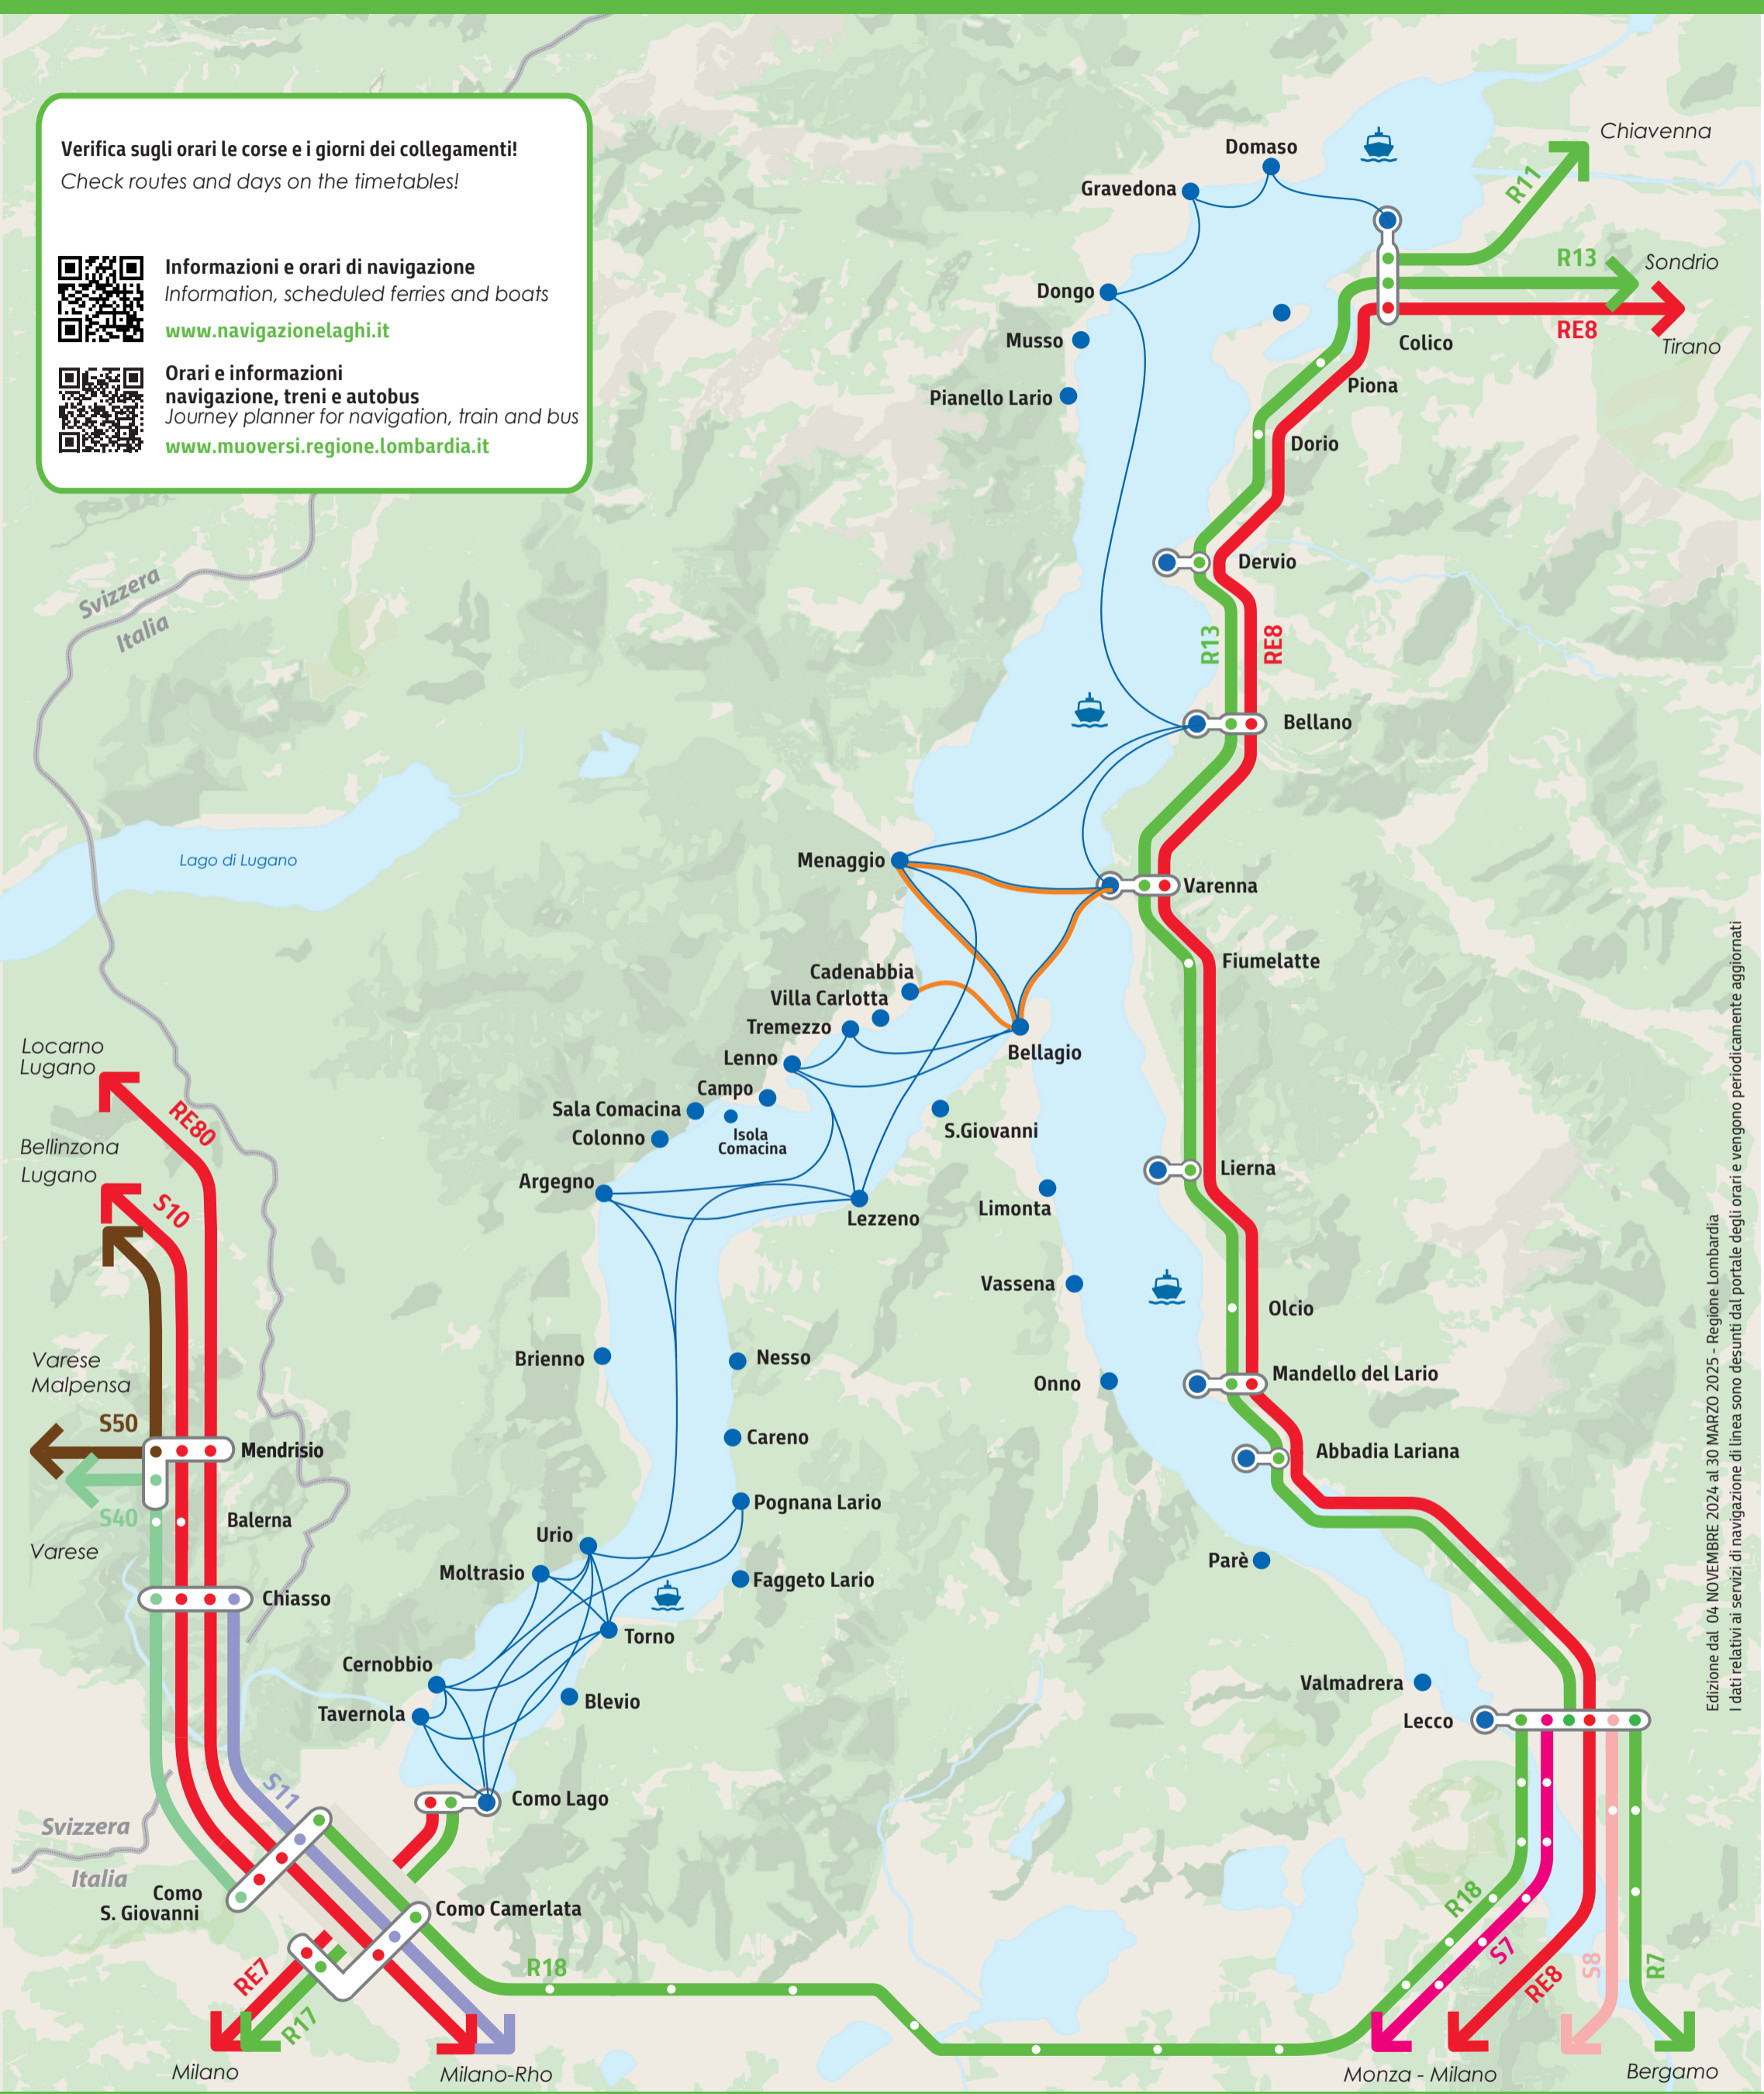 Verifica sugli orari le corse e i giorni dei collegamenti!
Check routes and days on the timetables!
Informazioni e orari di navigazione
Information, scheduled ferries and boats
www.navigazionelaghi.it
Orari e informazioni
navigazione, treni e autobus
Journey planner for navigation, train and bus
www.muoversi.regione.lombardia.it
Chiavenna
R11
Domaso
Gravedona
R13
Sondrio
Dongo
RE8
Tirano
Musso
Colico
Piona
Pianello Lario
Dorio
Dervio
Svizzera
Italia
R13
RE8
Bellano
Lago di Lugano
Menaggio
Varenna
Fiumelatte
Cadenabbia
Villa Carlotta
Tremezzo
Bellagio
Lenno
Campo
Sala Comacina
Isola
Comacina
Colonno
S.Giovanni
Lierna
Argegno
Limonta
Lezzeno
Locarno
Lugano
RE80
Bellinzona
Lugano
S10
Vassena
Olcio
Varese
Malpensa
Brienno
Nesso
Onno
Mandello del Lario
S50
Mendrisio
Careno
Abbadia Lariana
S40
Balerna
Pognana Lario
Urio
Varese
Moltrasio
Faggeto Lario
Parè
Chiasso
Torno
Cernobbio
Blevio
Valmadrera
Tavernola
Lecco
S11
Como Lago
Svizzera
Italia
Como
S. Giovanni
Como Camerlata
R18
RE7
R17
R18
S7
RE8
S8
R7
Milano
Milano-Rho
Monza - Milano
Bergamo
Edizione dal 04 NOVEMBRE 2024 al 30 MARZO 2025 - Regione Lombardia
I dati relativi ai servizi di navigazione di linea sono desunti dal portale degli orari e vengono periodicamente aggiornati